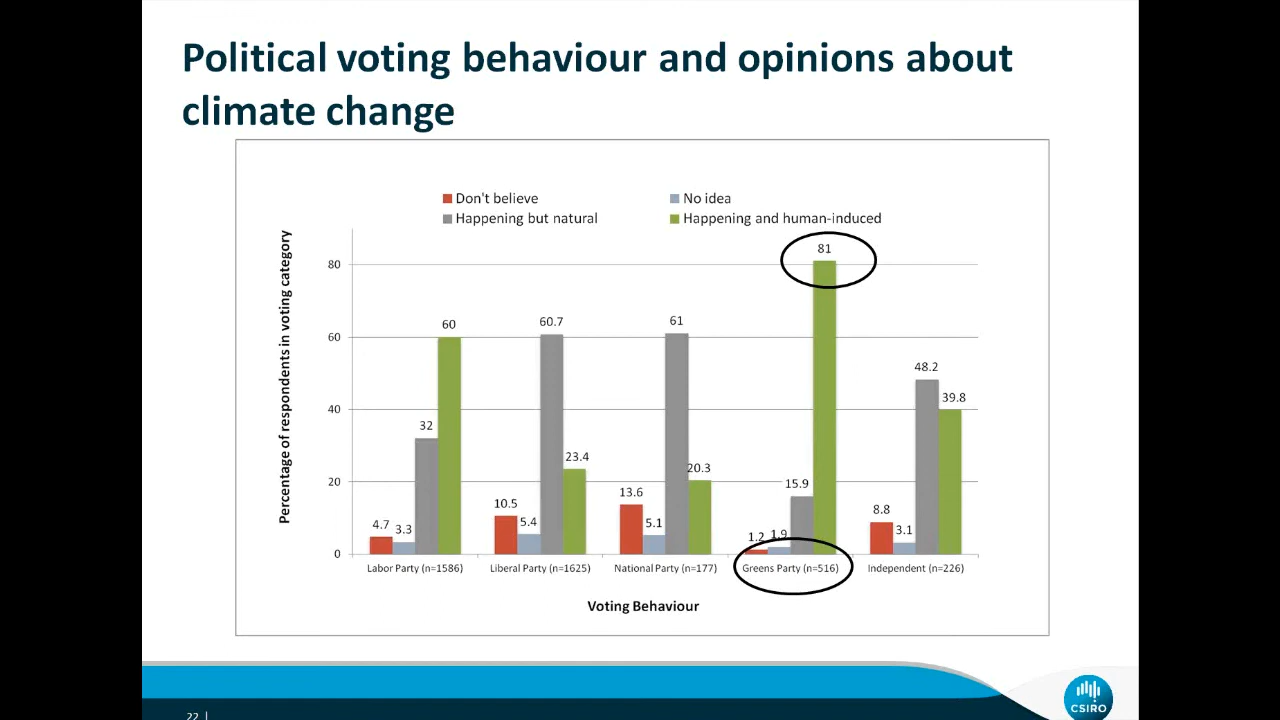 Political voting behaviour and opinions about
climate change
Don't believe
No idea
Happening but natural
Happening and human-induced
Percentage of respondents in voting category
80
60
40
20
0
4.7
3.3
32
60
10.5
5.4
60.7
23.4
13.6
5.1
61
20.3
1.2
1.9
15.9
81
8.8
3.1
48.2
39.8
Labor Party (n=1586)
Liberal Party (n=1625)
National Party (n=177)
Greens Party (n=516)
Independent (n=226)
Voting Behaviour
22 |
CSIRO